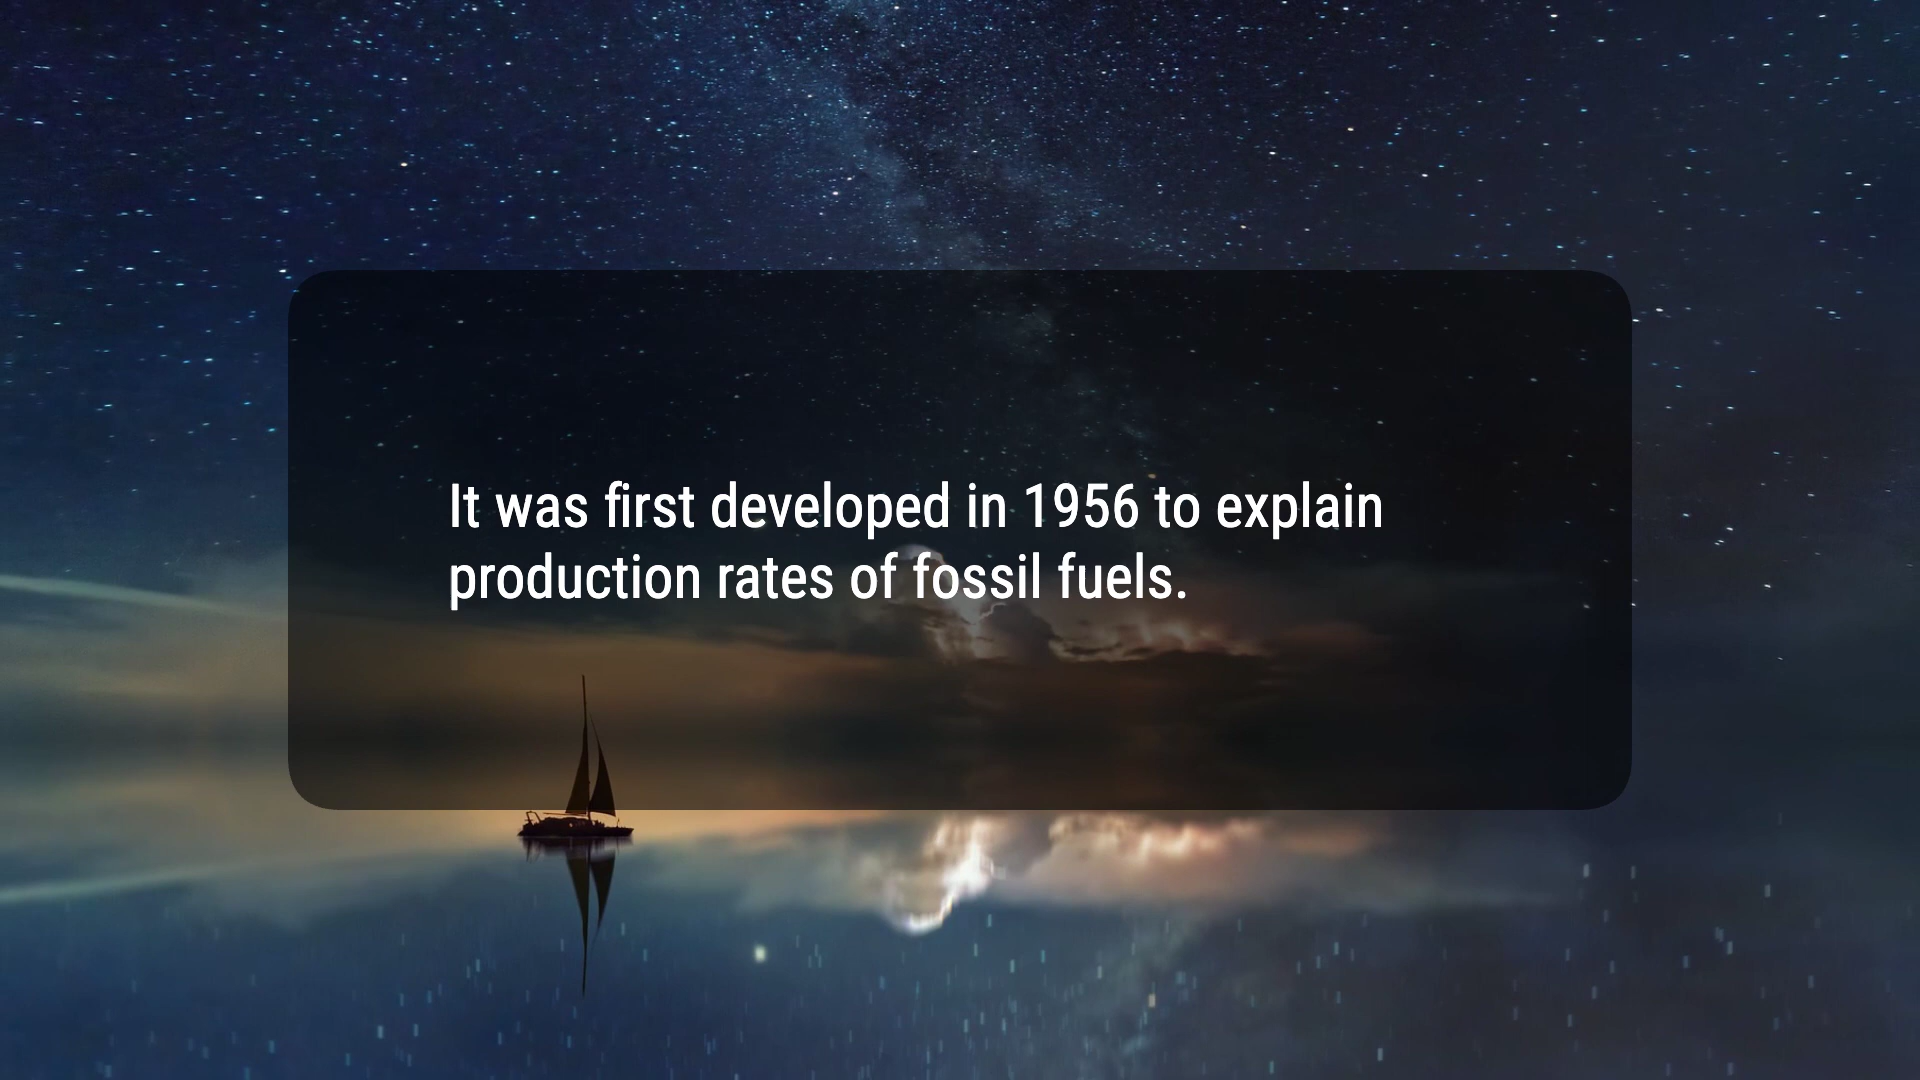 It was first developed in 1956 to explain
production rates of fossil fuels.